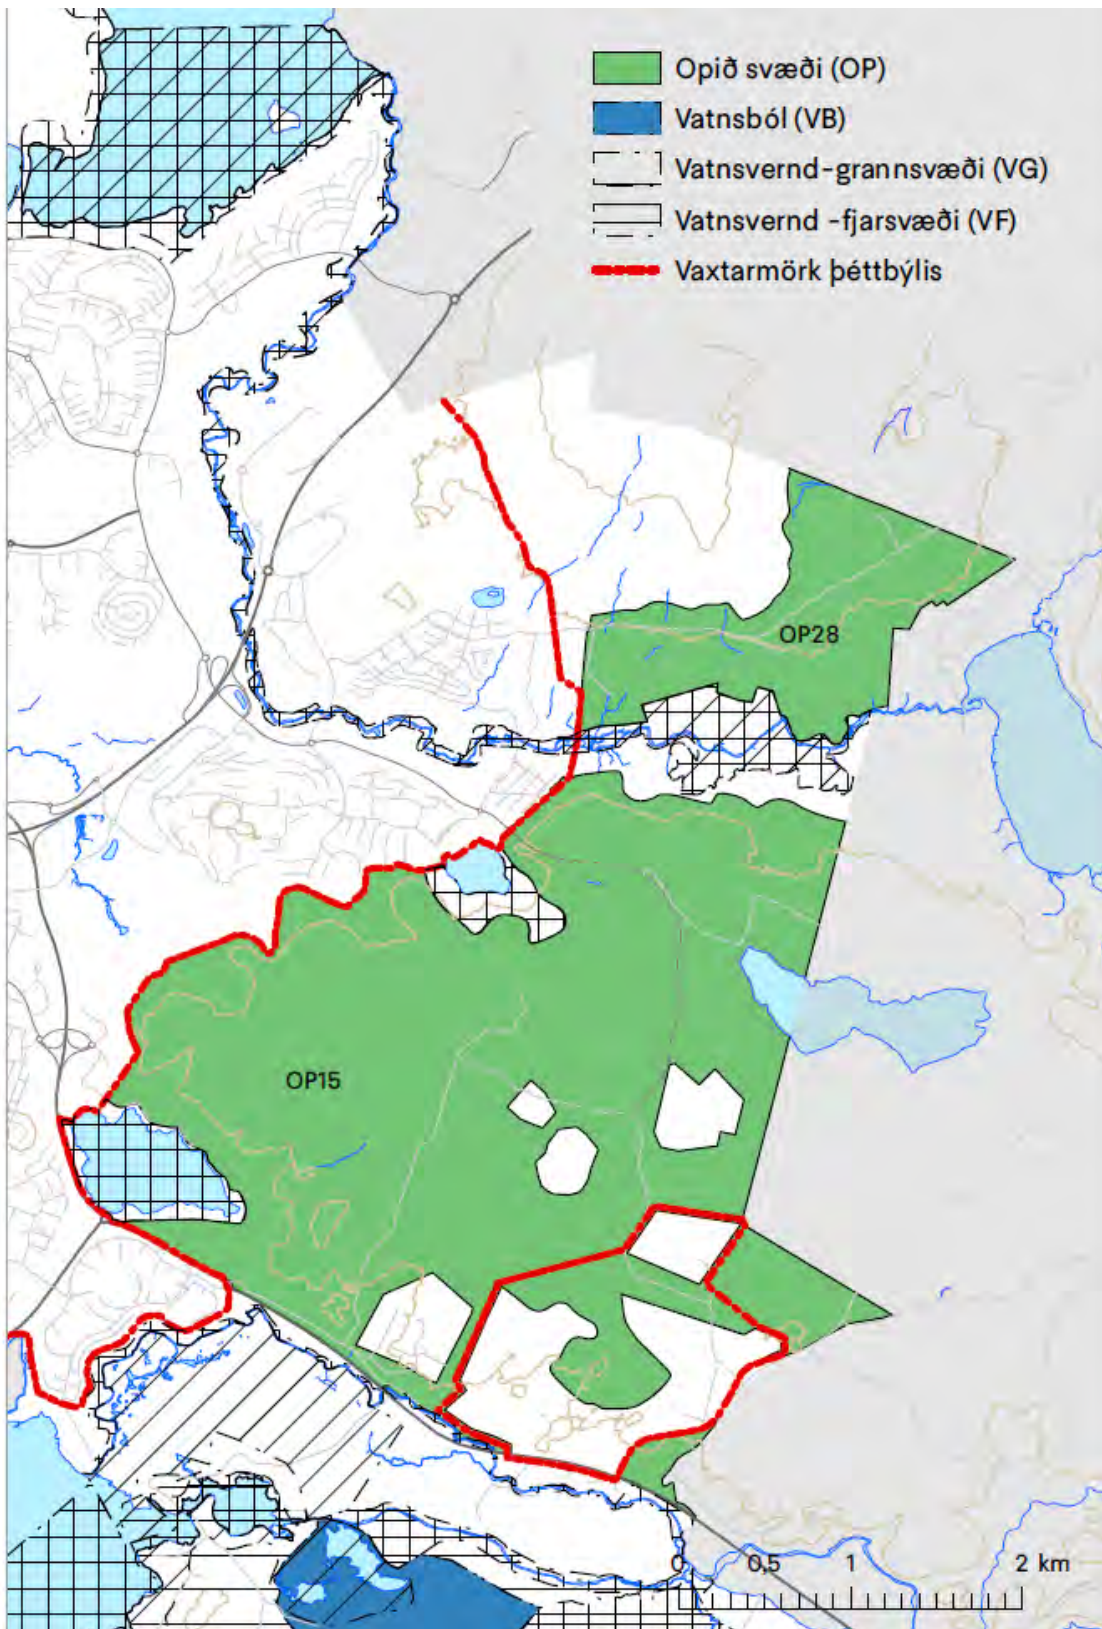 Opið svæði (OP)
Vatnsból (VB)
Vatnsvernd-grannsvæði (VG)
Vatnsvernd -fjarsvæði (VF)
Vaxtarmörk þéttbýlis
OP28
OP15
0 0,5 1 2 km